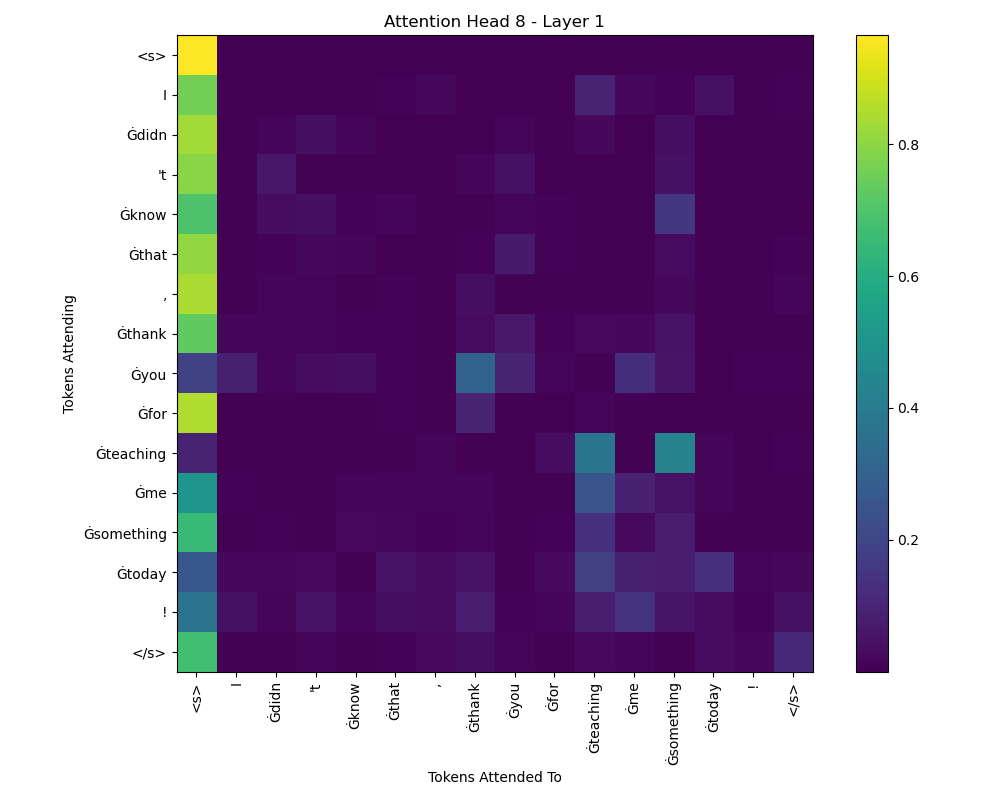 Attention Head 8 - Layer 1
Tokens Attending
<s>
I
Ġdidn
't
Ġknow
Ġthat
,
Ġthank
Ġyou
Ġfor
Ġteaching
Ġme
Ġsomething
Ġtoday
!
</s>
<s>
I
Ġdidn
't
Ġknow
Ġthat
,
Ġthank
Ġyou
Ġfor
Ġteaching
Ġme
Ġsomething
Ġtoday
!
</s>
Tokens Attended To
0.8
0.6
0.4
0.2